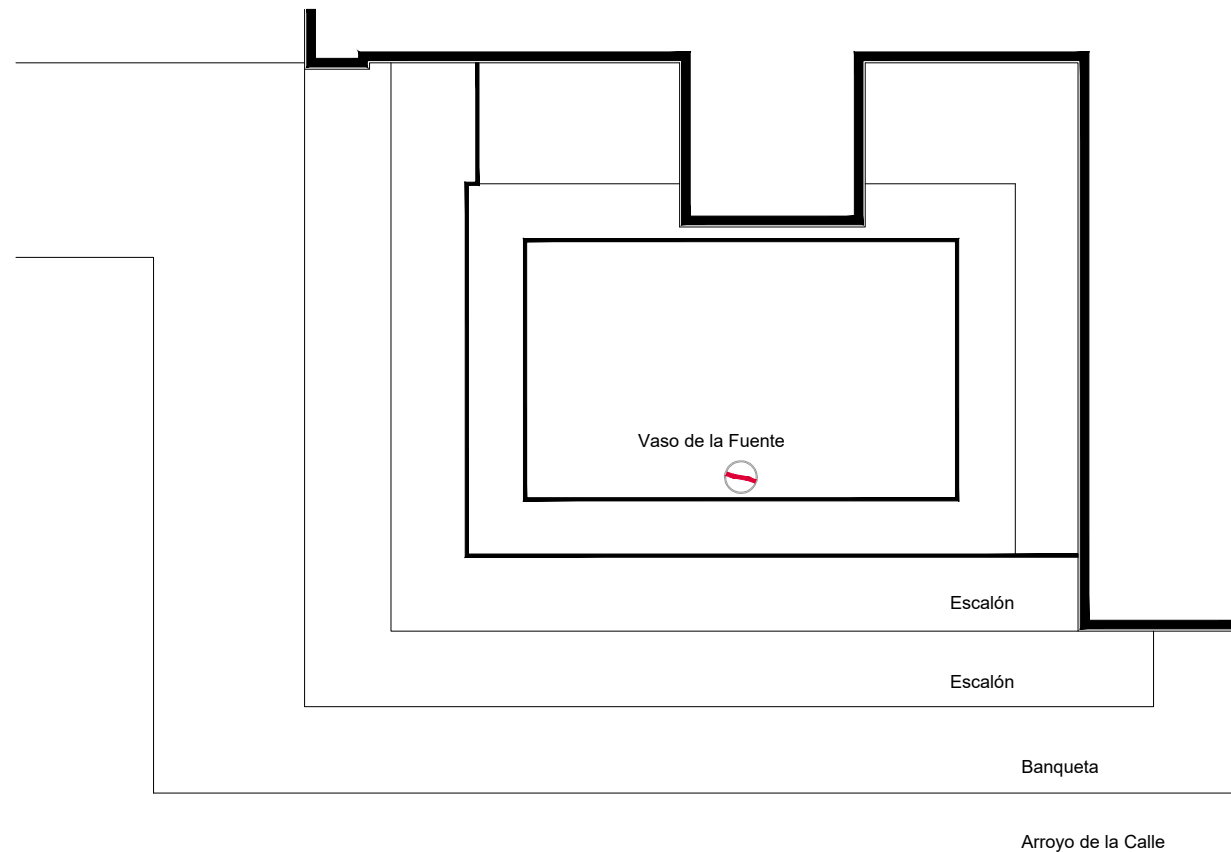 Vaso de la Fuente
Escalón
Escalón
Banqueta
Arroyo de la Calle